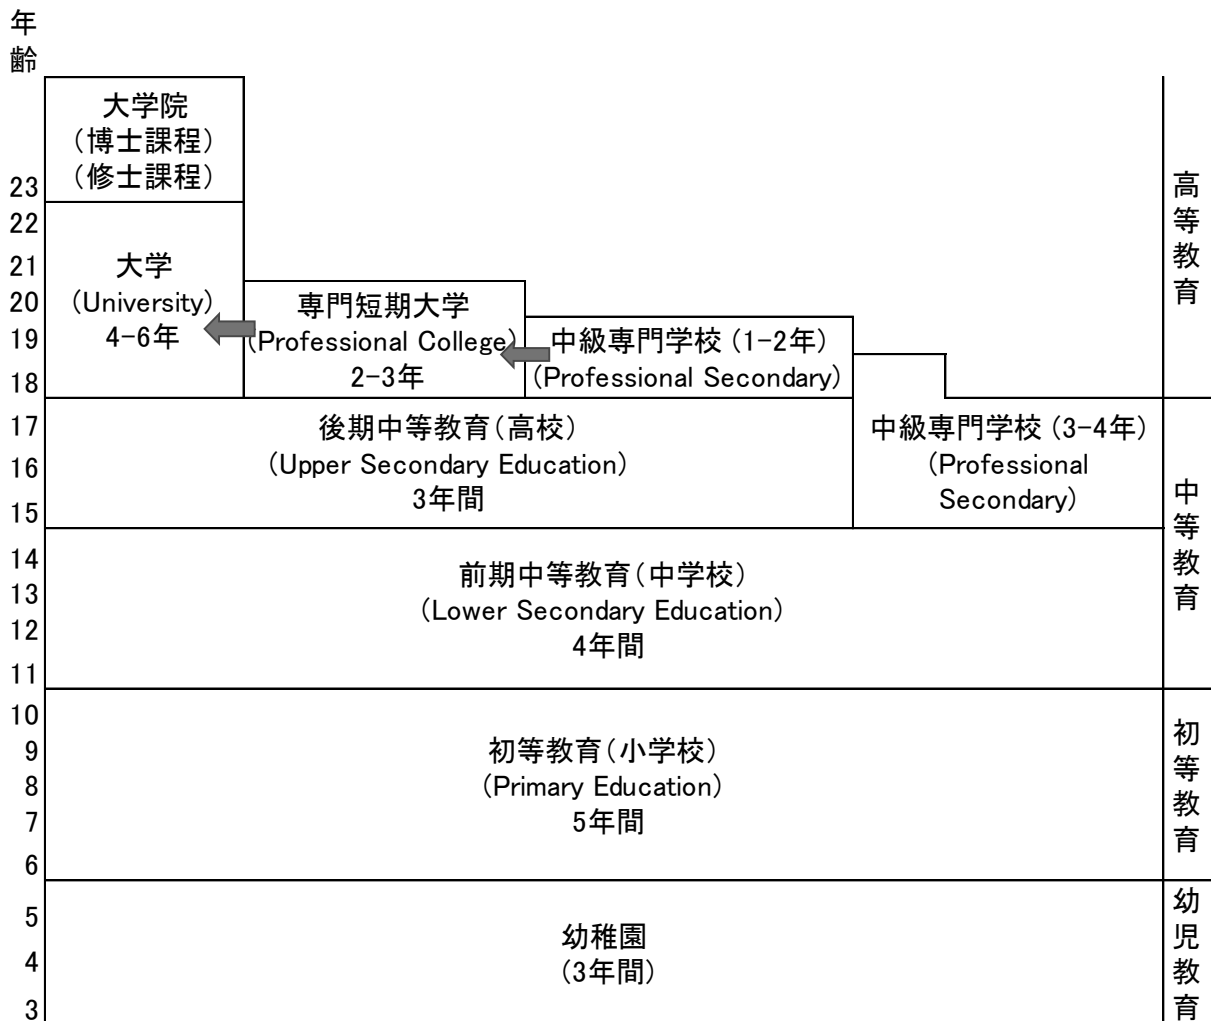 年
齢
大学院
（博士課程）
（修士課程）
23
22
21
20
19
18
17
16
15
14
13
12
11
10
9
8
7
6
5
4
3
大学
(University)
4-6年
専門短期大学
(Professional College)
2-3年
中級専門学校 (1-2年)
(Professional Secondary)
後期中等教育（高校）
(Upper Secondary Education)
3年間
中級専門学校 (3-4年)
(Professional
Secondary)
前期中等教育（中学校）
(Lower Secondary Education)
4年間
初等教育（小学校）
(Primary Education)
5年間
幼稚園
(3年間)
高等教育
中等教育
初等教育
幼児教育